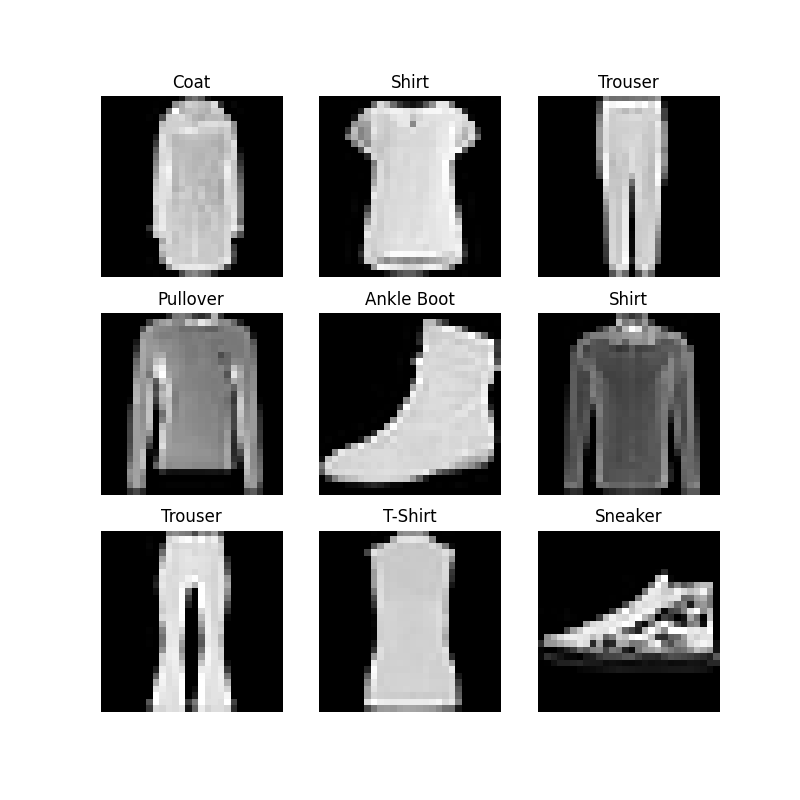 Coat
Shirt
Trouser
Pullover
Ankle Boot
Shirt
Trouser
T-Shirt
Sneaker